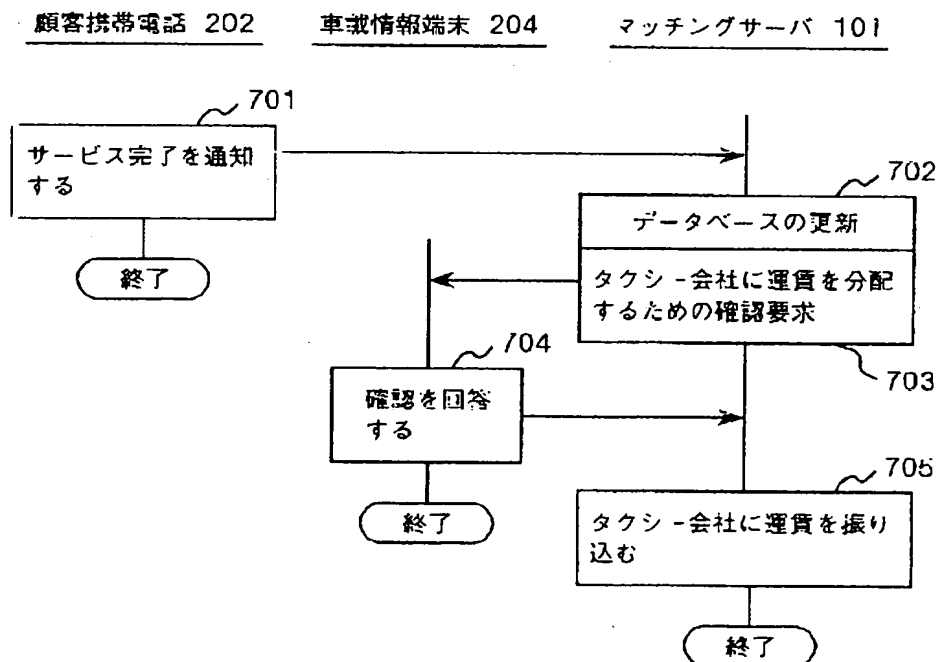 顧客携帯電話 202
車載情報端末 204
マッチングサーバ 101
701
サービス完了を通知
する
702
データベースの更新
終了
タクシー会社に運賃を分配
するための確認要求
704
703
確認を回答
する
705
終了
タクシー会社に運賃を振り
込む
終了